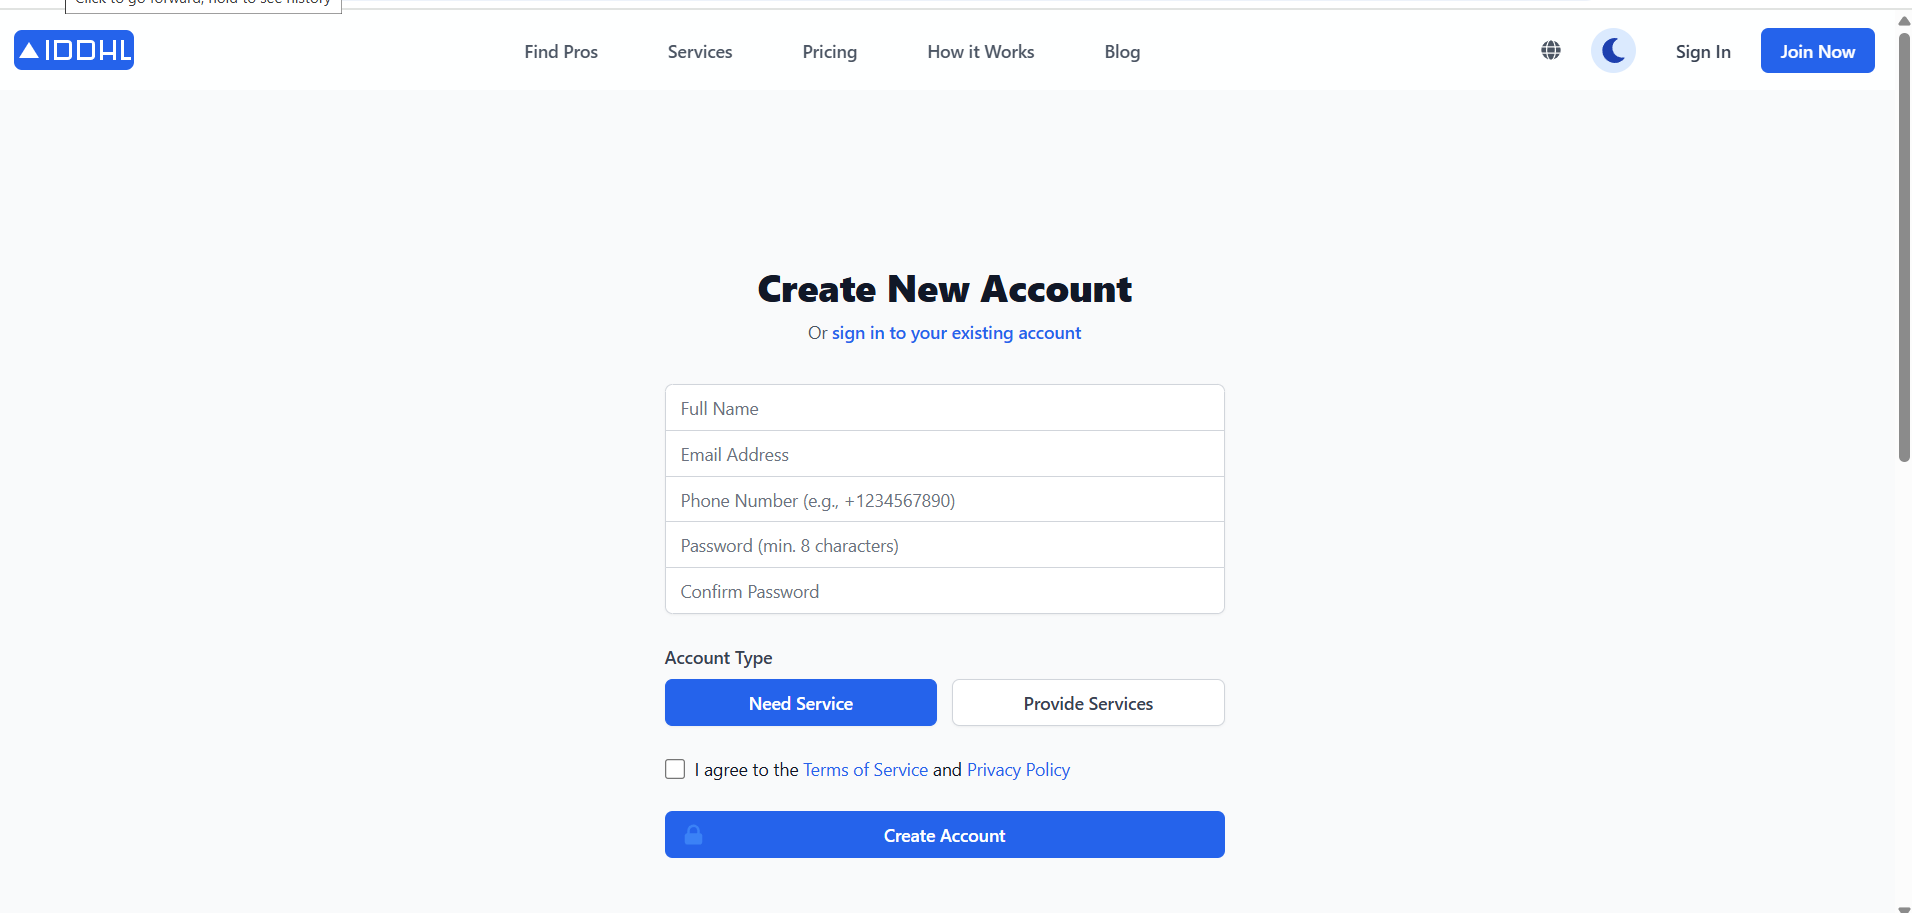 Click to go forward, hold to see history
IDDHL
Find Pros
Services
Pricing
How it Works
Blog
Sign In
Join Now
Create New Account
Or sign in to your existing account
Full Name
Email Address
Phone Number (e.g., +1234567890)
Password (min. 8 characters)
Confirm Password
Account Type
Need Service
Provide Services
I agree to the Terms of Service and Privacy Policy
Create Account